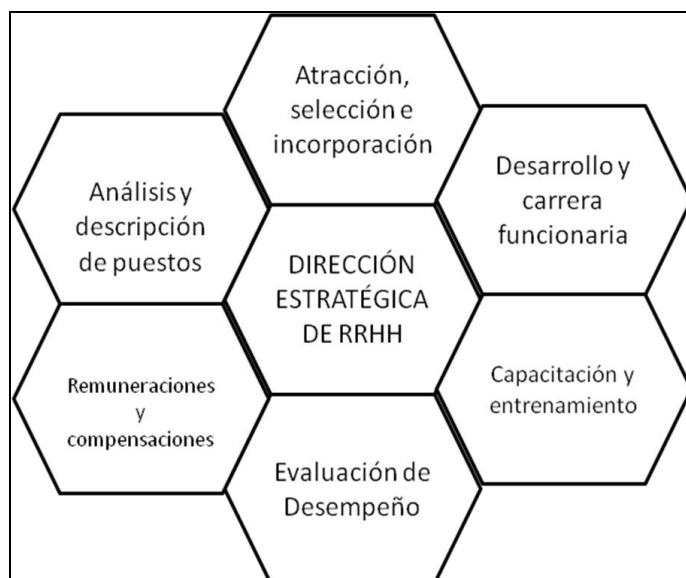 Atracción,
selección e
incorporación
Análisis y
descripción
de puestos
Desarrollo y
carrera
funcionaria
DIRECCIÓN
ESTRATÉGICA
DE RRHH
Remuneraciones
y
compensaciones
Capacitación y
entrenamiento
Evaluación de
Desempeño